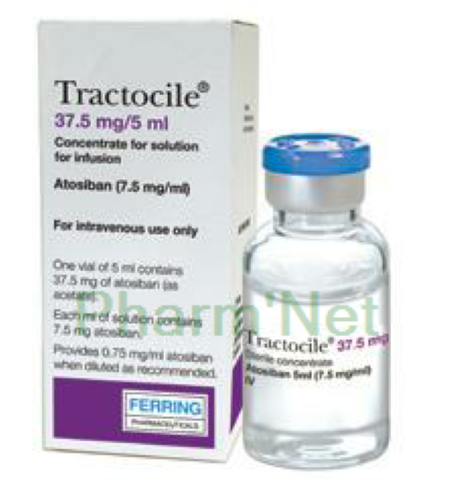 Tractocile®
37.5 mg/5 ml
Concentrate for solution
for infusion
Atosiban (7.5 mg/ml)
For intravenous use only
One vial of 5 ml contains
37.5 mg of atosiban (as
acetate).
Each ml of solution contains
7.5 mg atosiban.
Provides 0.75 mg/ml atosiban
when diluted as recommended.
FERRING
PHARMACEUTICALS
Tractocile® 37.5 mg
Sterile concentrate
Atosiban 5ml (7.5 mg/ml)
IV
Pharm'Net